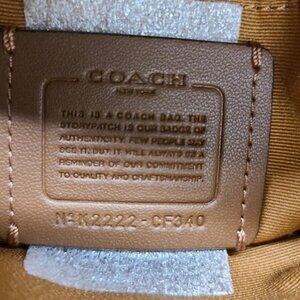 COACH
NEW YORK
THIS IS A COACH BAG. THE
STORYPATCH IS OUR BADGE OF
AUTHENTICITY. FEW PEOPLE MAY
SEE IT, BUT IT WILL ALWAYS BE A
REMINDER OF OUR COMMITMENT
TO QUALITY AND CRAFTSMANSHIP.
Nº K2222-CF340